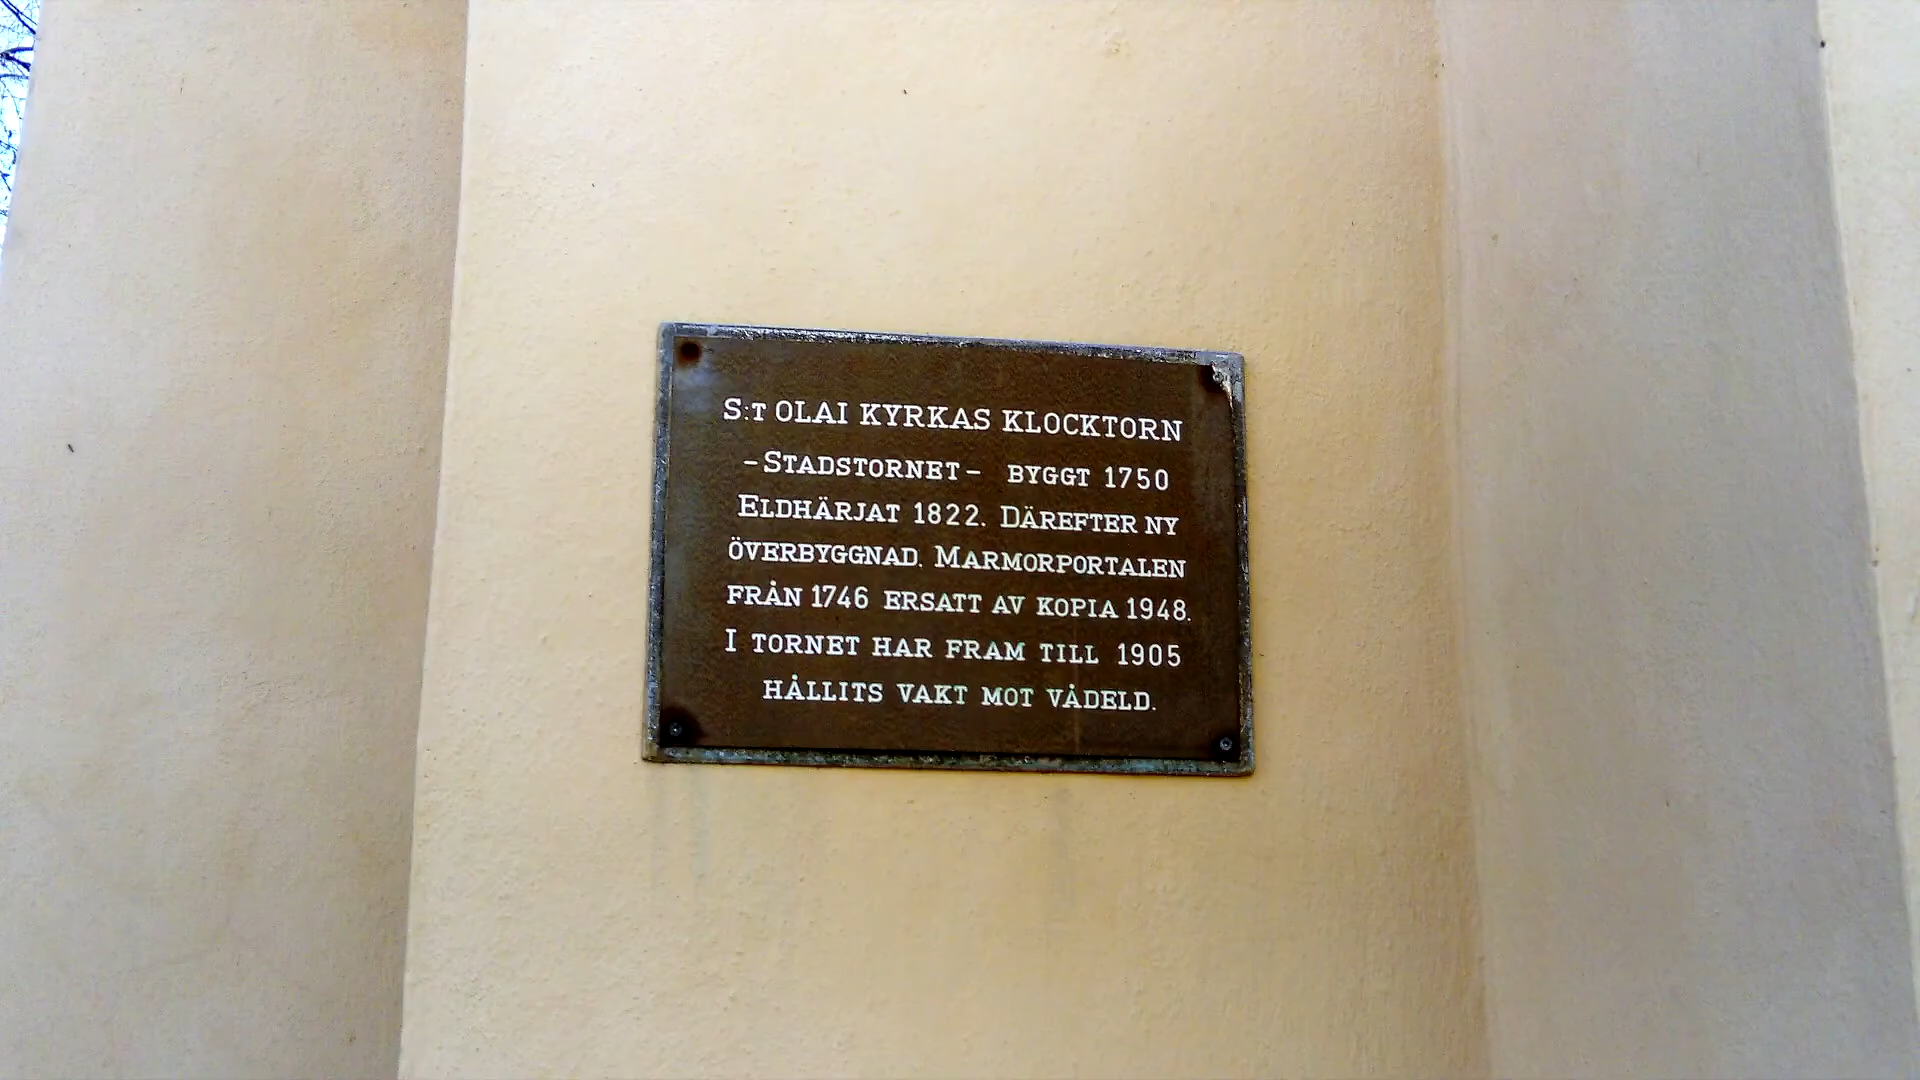 S:T OLAI KYRKAS KLOCKTORN
–STADSTORNET– BYGGT 1750
ELDHÄRJAT 1822. DÄREFTER NY
ÖVERBYGGNAD. MARMORPORTALEN
FRÅN 1746 ERSATT AV KOPIA 1948.
I TORNET HAR FRAM TILL 1905
HÅLLITS VAKT MOT VÅDELD.